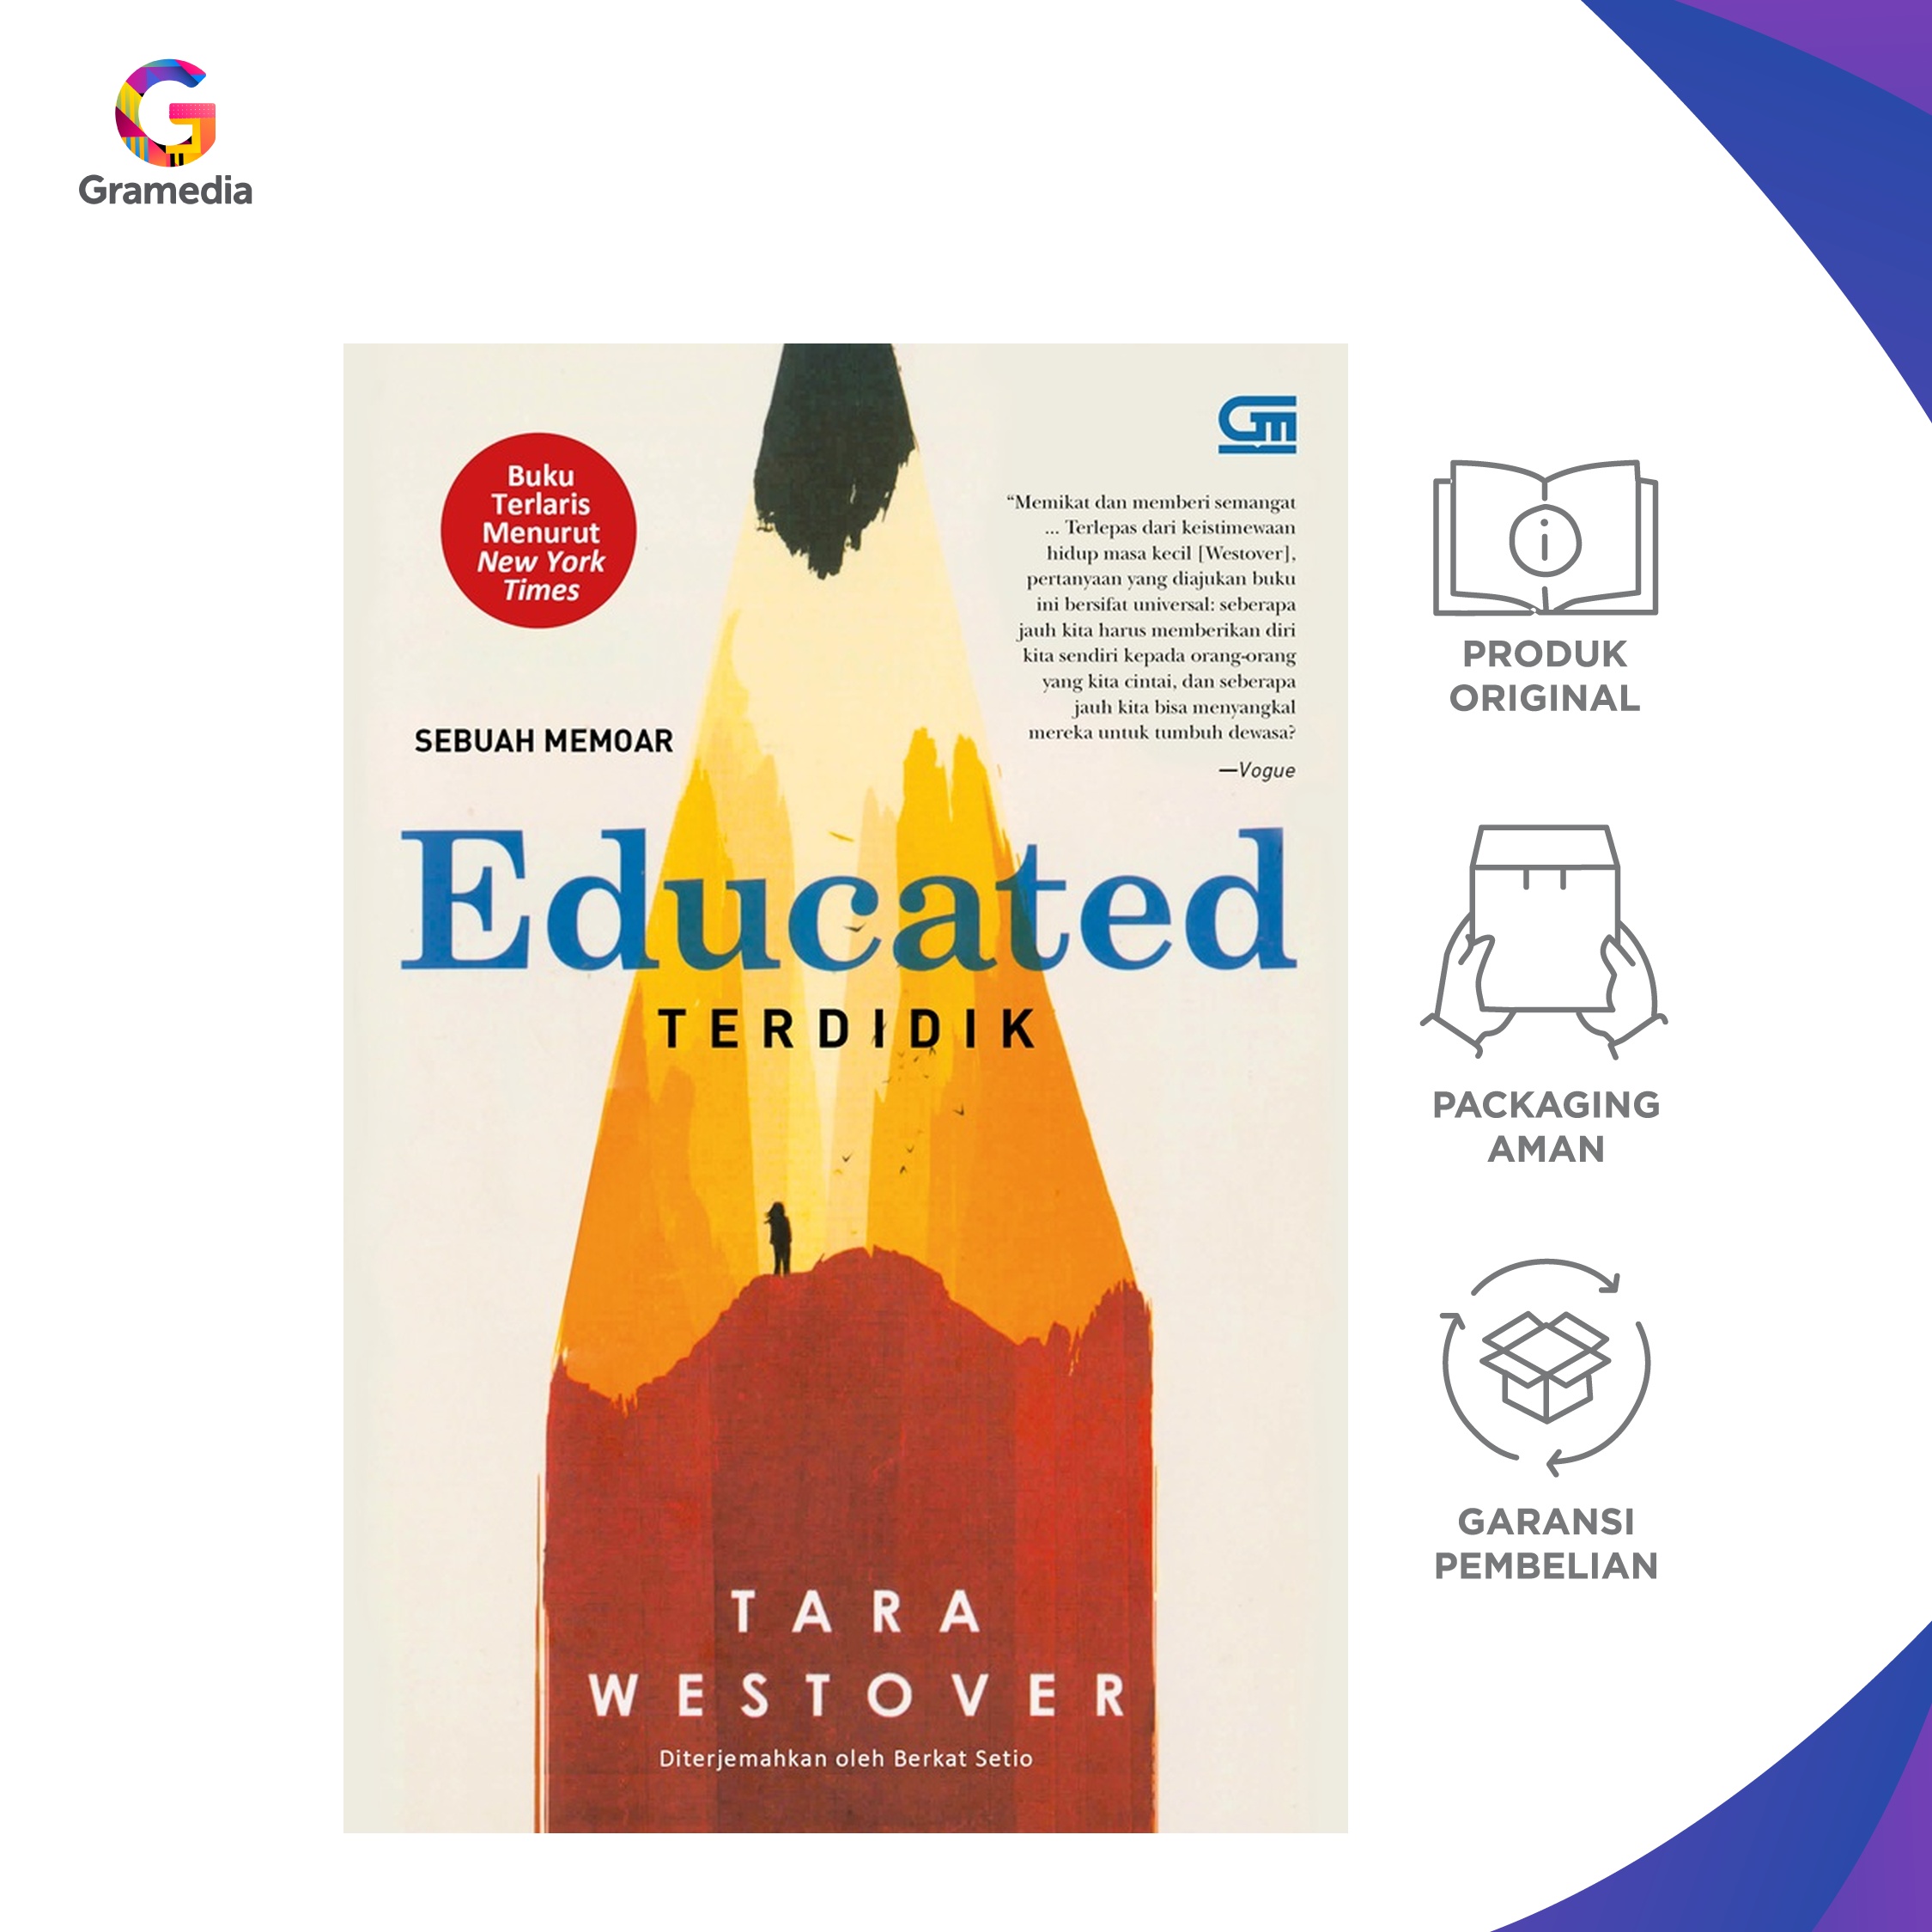 Gramedia
Buku
Terlaris
Menurut
New York
Times
GM
“Memikat dan memberi semangat
... Terlepas dari keistimewaan
hidup masa kecil [Westover],
pertanyaan yang diajukan buku
ini bersifat universal: seberapa
jauh kita harus memberikan diri
kita sendiri kepada orang-orang
yang kita cintai, dan seberapa
jauh kita bisa menyangkal
mereka untuk tumbuh dewasa?
—Vogue
SEBUAH MEMOAR
Educated
TERDIDIK
TARA
WESTOVER
Diterjemahkan oleh Berkat Setio
PRODUK
ORIGINAL
PACKAGING
AMAN
GARANSI
PEMBELIAN